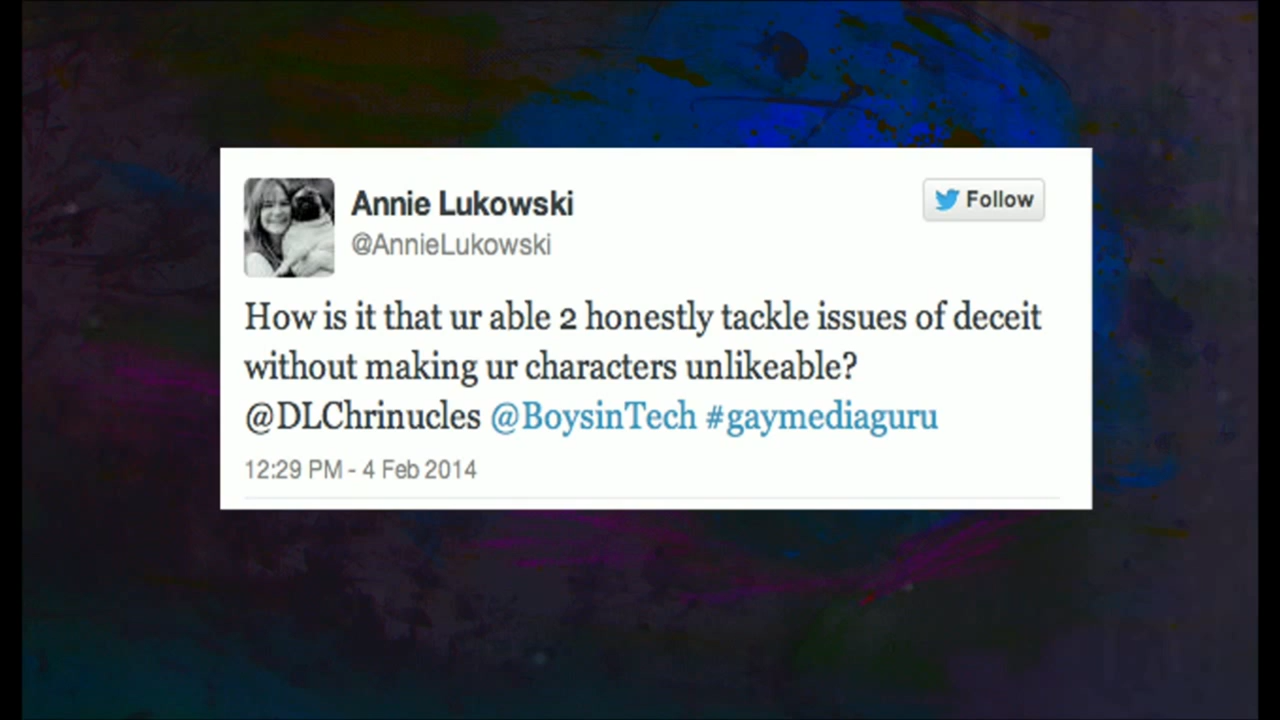 Annie Lukowski
Follow
@AnnieLukowski
How is it that ur able 2 honestly tackle issues of deceit
without making ur characters unlikeable?
@DLChrinucles @BoysinTech #gaymediaguru
12:29 PM - 4 Feb 2014